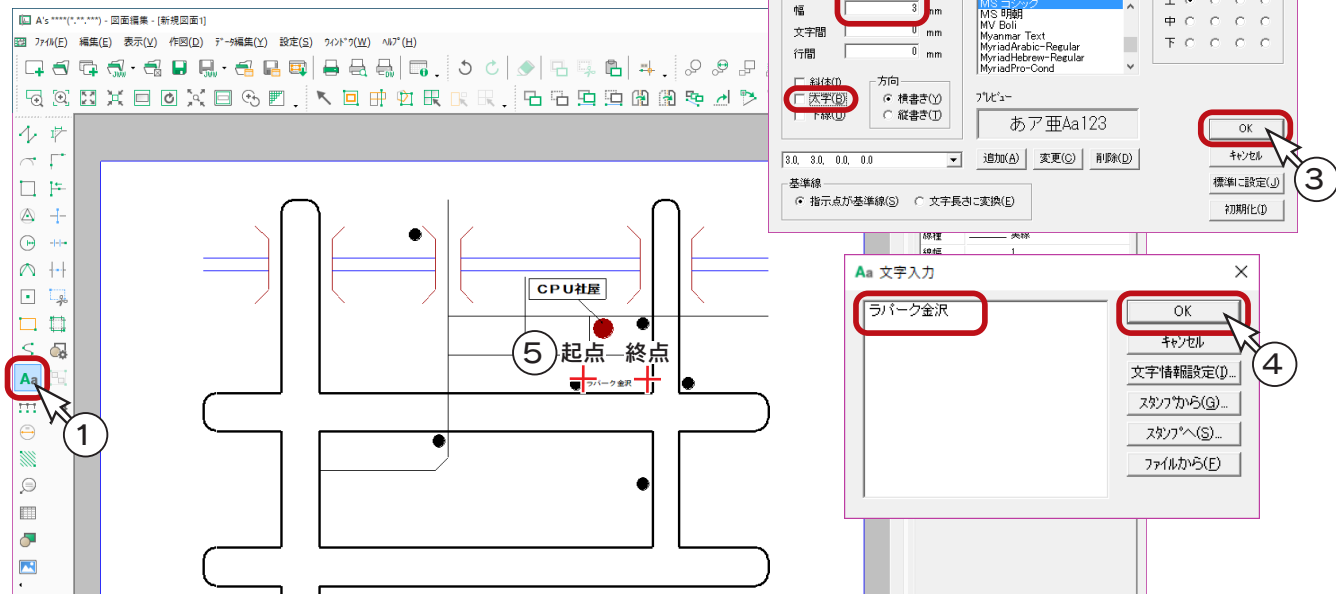 A's ****(*.**.***) - 図面編集 - [新規図面1]
ファイル(F) 編集(E) 表示(V) 作図(D) データ編集(Y) 設定(S) ウィンドウ(W) ヘルプ(H)
JWW
JWW
Aa
1
CPU社屋
5 起点 終点
ラパーク金沢
幅 3 mm
文字間 0 mm
行間 0 mm
斜体(I)
太字(B)
下線(U)
方向
横書き(Y)
縦書き(T)
MS ゴシック
MS 明朝
MV Boli
Myanmar Text
MyriadArabic-Regular
MyriadHebrew-Regular
MyriadPro-Cond
上
中
下
プレビュー
あア亜Aa123
3.0, 3.0, 0.0, 0.0
追加(A) 変更(C) 削除(D)
基準線
指示点が基準線(S) 文字長さに変換(E)
OK
キャンセル
標準に設定(J)
初期化(I)
3
線種 実線
線幅 1
Aa 文字入力
ラパーク金沢
OK
キャンセル
文字情報設定(I)...
スタンプから(G)...
スタンプへ(S)...
ファイルから(F)
4